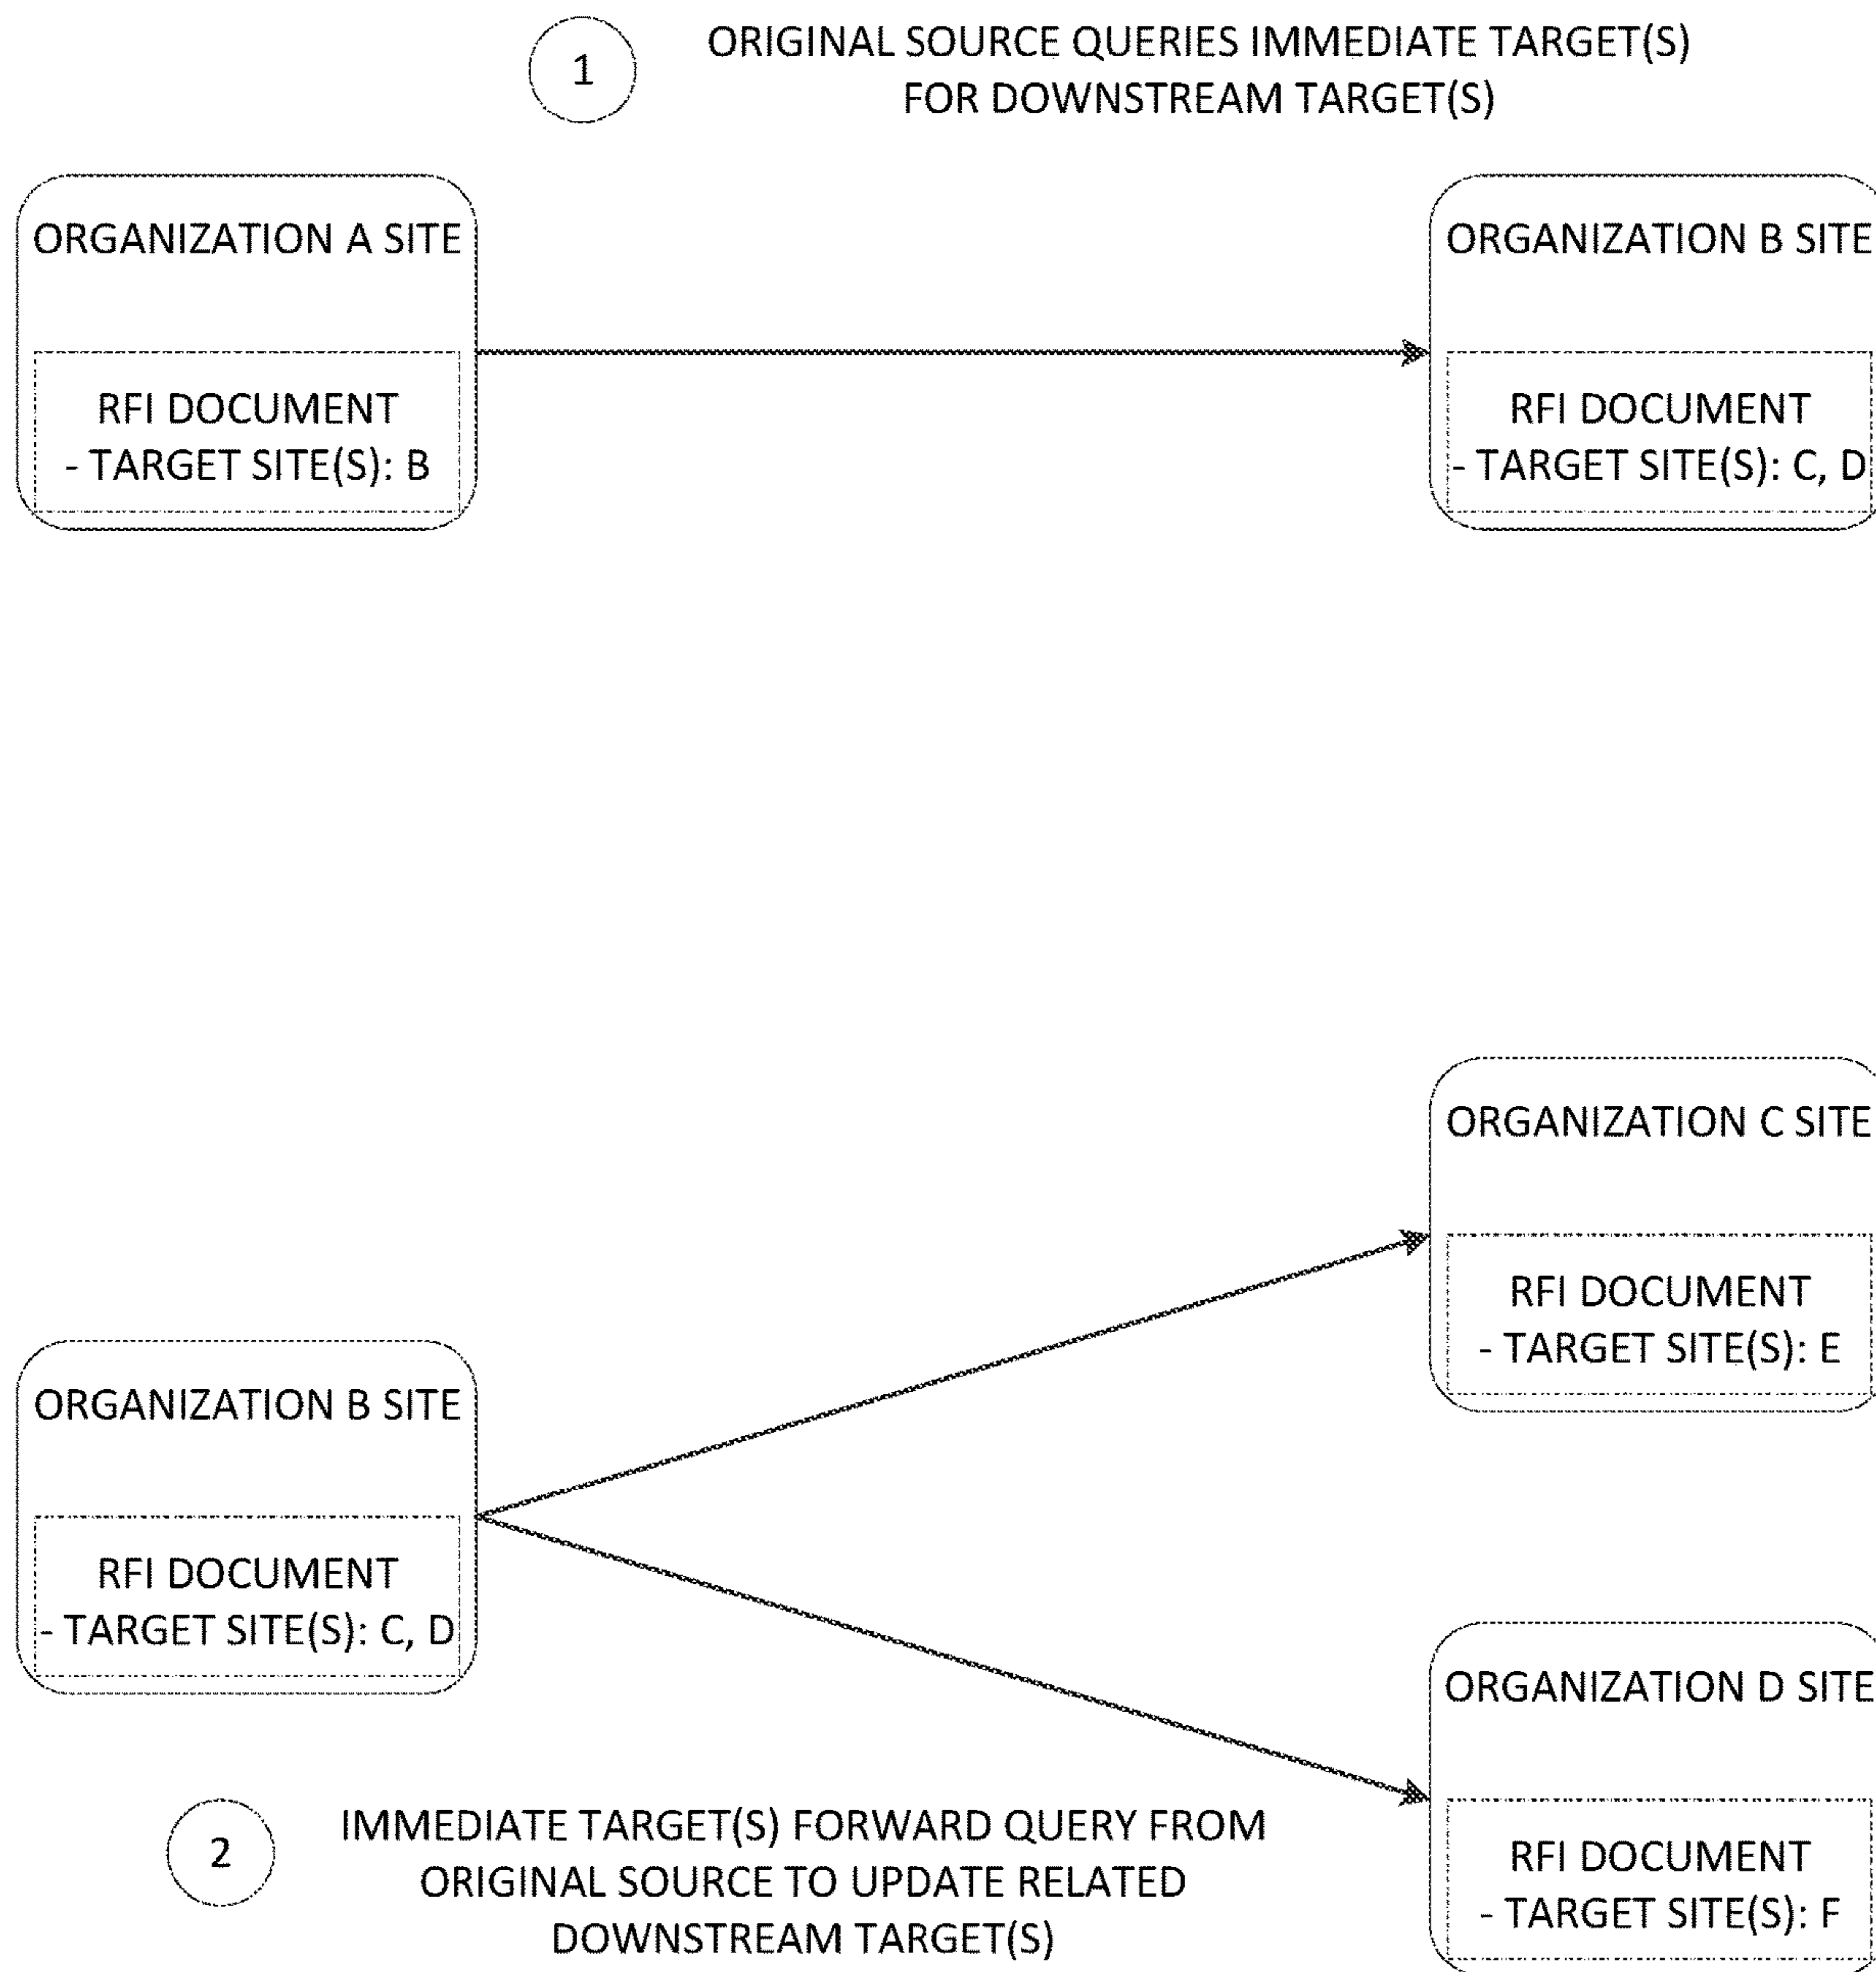 1
ORIGINAL SOURCE QUERIES IMMEDIATE TARGET(S)
FOR DOWNSTREAM TARGET(S)
ORGANIZATION A SITE
RFI DOCUMENT
- TARGET SITE(S): B
ORGANIZATION B SITE
RFI DOCUMENT
- TARGET SITE(S): C, D
ORGANIZATION B SITE
RFI DOCUMENT
- TARGET SITE(S): C, D
ORGANIZATION C SITE
RFI DOCUMENT
- TARGET SITE(S): E
ORGANIZATION D SITE
RFI DOCUMENT
- TARGET SITE(S): F
2
IMMEDIATE TARGET(S) FORWARD QUERY FROM
ORIGINAL SOURCE TO UPDATE RELATED
DOWNSTREAM TARGET(S)